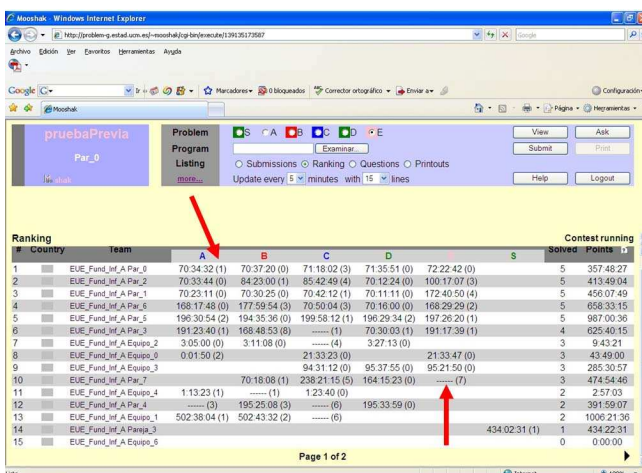 Mooshak - Windows Internet Explorer
http://problem-g.estad.ucm.es/~mooshak/cgi-bin/execute/139135173587
Google
Archivo Edición Ver Favoritos Herramientas Ayuda
Google G Ir Marcadores 0 bloqueados Corrector ortográfico Enviar a Configuración
Mooshak Página Herramientas
pruebaPrevia
Par_0
Problem S A B C D E
Program Examinar...
Listing Submissions Ranking Questions Printouts
more... Update every 5 minutes with 15 lines
View Ask
Submit Print
Help Logout
Ranking Contest running
# Country Team A B C D S Solved Points
1 EUE_Fund_Inf_A Par_0 70:34:32 (1) 70:37:20 (0) 71:18:02 (3) 71:35:51 (0) 72:22:42 (0) 5 357:48:27
2 EUE_Fund_Inf_A Par_2 70:33:44 (0) 84:23:00 (1) 85:42:49 (4) 70:12:24 (0) 100:17:07 (3) 5 413:49:04
3 EUE_Fund_Inf_A Par_1 70:23:11 (0) 70:30:25 (0) 70:42:12 (1) 70:11:11 (0) 172:40:50 (4) 5 456:07:49
4 EUE_Fund_Inf_A Par_6 168:17:48 (0) 177:59:54 (3) 70:50:04 (3) 70:16:00 (0) 168:29:29 (2) 5 658:33:15
5 EUE_Fund_Inf_A Par_5 196:30:54 (2) 194:35:36 (0) 199:58:12 (1) 196:29:34 (2) 197:26:20 (1) 5 987:00:36
6 EUE_Fund_Inf_A Par_3 191:23:40 (1) 168:48:53 (8) ------ (1) 70:30:03 (1) 191:17:39 (1) 4 625:40:15
7 EUE_Fund_Inf_A Equipo_2 3:05:00 (0) 3:11:08 (0) ------ (4) 3:27:13 (0) 3 9:43:21
8 EUE_Fund_Inf_A Equipo_0 0:01:50 (2) 21:33:23 (0) 21:33:47 (0) 3 43:49:00
9 EUE_Fund_Inf_A Equipo_3 94:31:12 (0) 95:37:55 (0) 95:21:50 (0) 3 285:30:57
10 EUE_Fund_Inf_A Par_7 70:18:08 (1) 238:21:15 (5) 164:15:23 (0) ------ (7) 3 474:54:46
11 EUE_Fund_Inf_A Equipo_4 1:13:23 (1) ------ (1) 1:23:40 (0) 2 2:57:03
12 EUE_Fund_Inf_A Par_4 ------ (3) 195:25:08 (3) ------ (6) 195:33:59 (0) 2 391:59:07
13 EUE_Fund_Inf_A Equipo_1 502:38:04 (1) 502:43:32 (2) ------ (6) 2 1006:21:36
14 EUE_Fund_Inf_A Pareja_3 434:02:31 (1) 1 434:22:31
15 EUE_Fund_Inf_A Equipo_6 0 0:00:00
Page 1 of 2